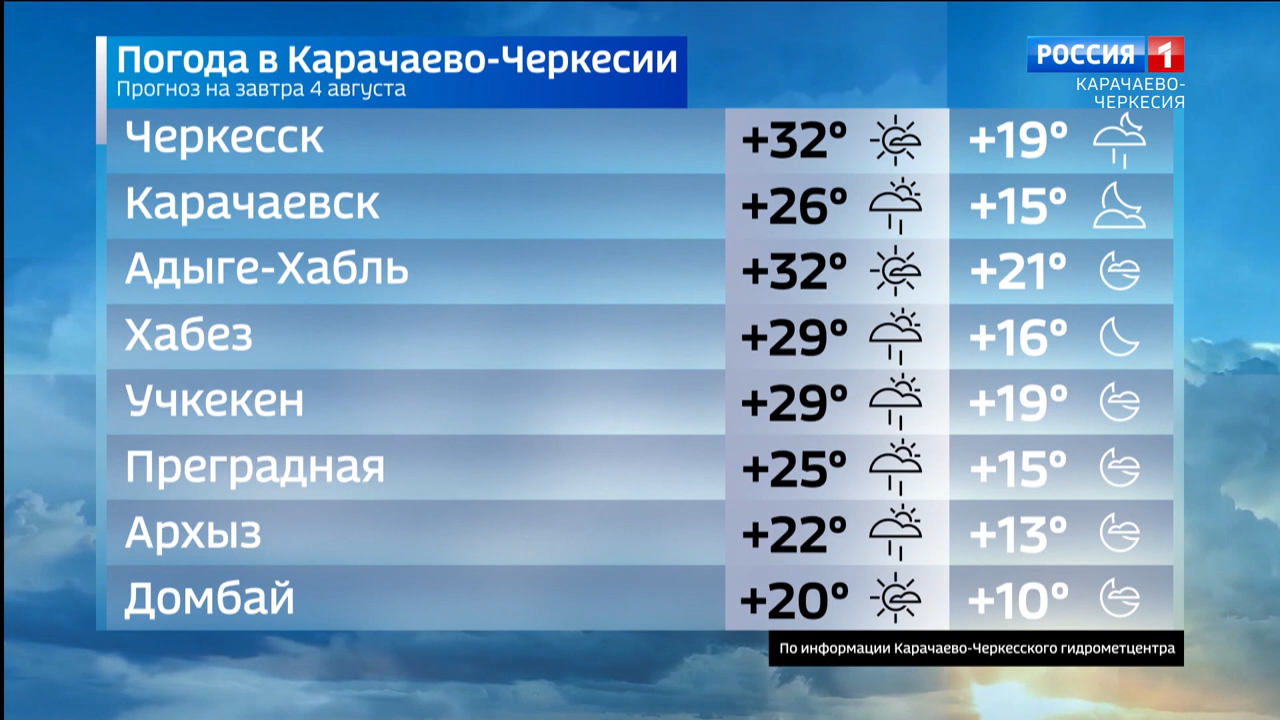 Погода в Карачаево-Черкесии
Прогноз на завтра 4 августа
РОССИЯ 1
КАРАЧАЕВО-
ЧЕРКЕСИЯ
Черкесск +32° +19°
Карачаевск +26° +15°
Адыге-Хабль +32° +21°
Хабез +29° +16°
Учкекен +29° +19°
Преградная +25° +15°
Архыз +22° +13°
Домбай +20° +10°
По информации Карачаево-Черкесского гидрометцентра